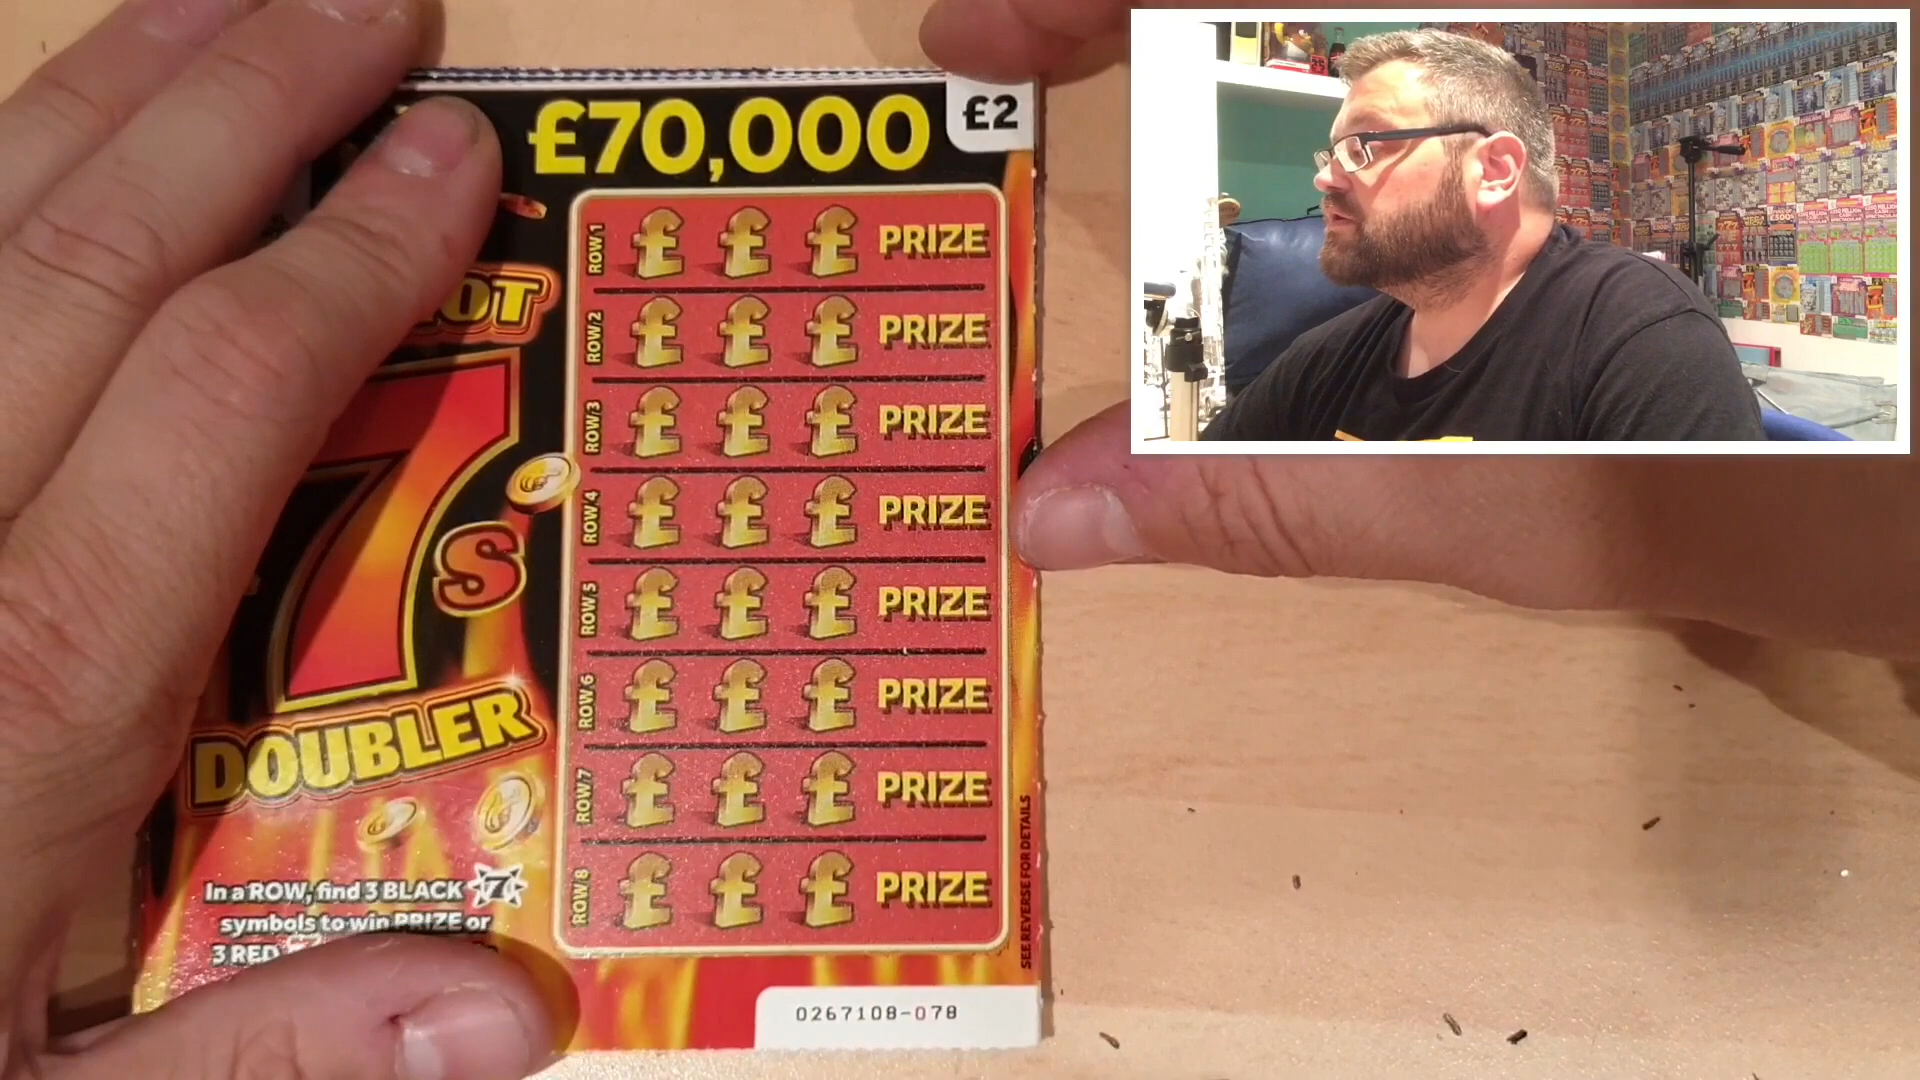 £70,000
£2
ROW 1 £ £ £ PRIZE
ROW 2 £ £ £ PRIZE
ROW 3 £ £ £ PRIZE
ROW 4 £ £ £ PRIZE
ROW 5 £ £ £ PRIZE
ROW 6 £ £ £ PRIZE
ROW 7 £ £ £ PRIZE
ROW 8 £ £ £ PRIZE
7s
DOUBLER
In a ROW, find 3 BLACK 7
symbols to win PRIZE or
3 RED
SEE REVERSE FOR DETAILS
0267108-078